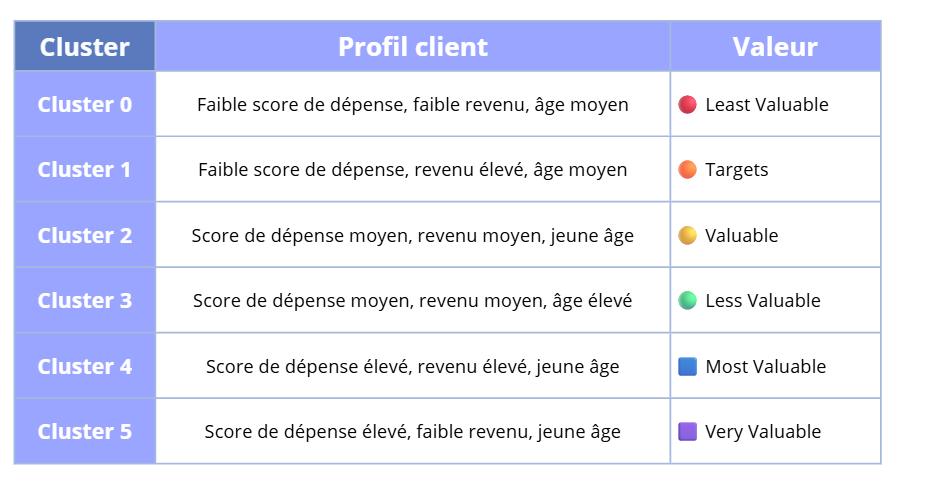 Cluster Profil client Valeur
Cluster 0 Faible score de dépense, faible revenu, âge moyen Least Valuable
Cluster 1 Faible score de dépense, revenu élevé, âge moyen Targets
Cluster 2 Score de dépense moyen, revenu moyen, jeune âge Valuable
Cluster 3 Score de dépense moyen, revenu moyen, âge élevé Less Valuable
Cluster 4 Score de dépense élevé, revenu élevé, jeune âge Most Valuable
Cluster 5 Score de dépense élevé, faible revenu, jeune âge Very Valuable